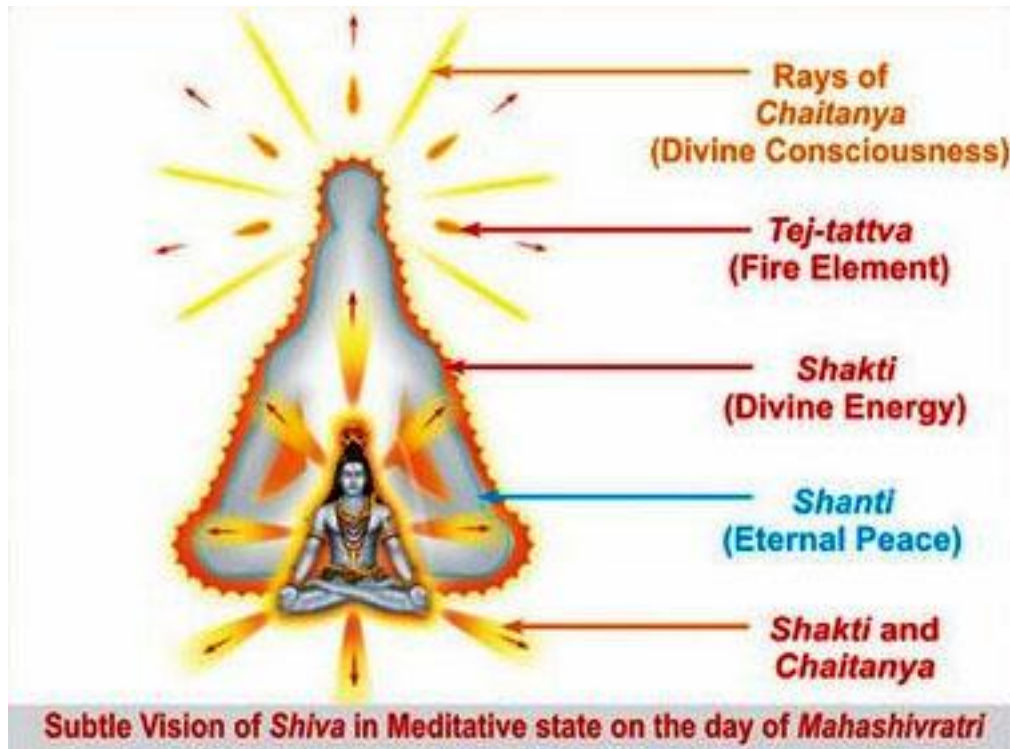 Rays of
Chaitanya
(Divine Consciousness)
Tej-tattva
(Fire Element)
Shakti
(Divine Energy)
Shanti
(Eternal Peace)
Shakti and
Chaitanya
Subtle Vision of Shiva in Meditative state on the day of Mahashivratri